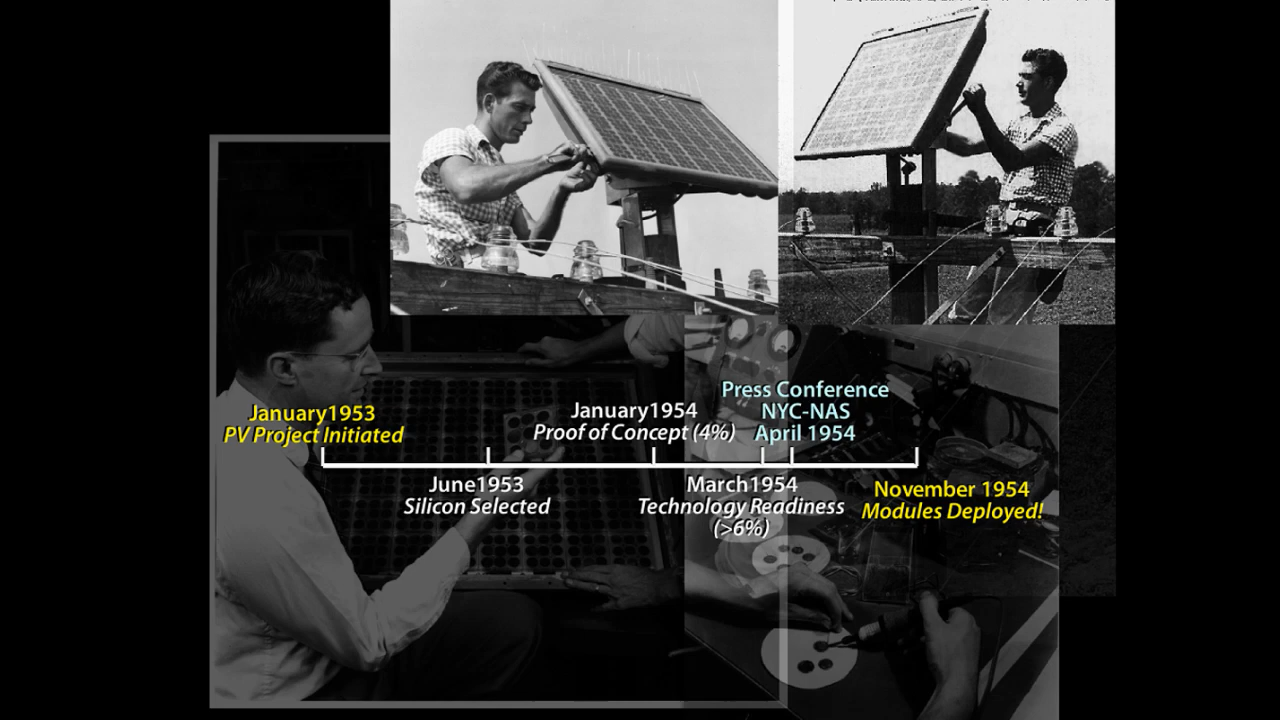 January1953
PV Project Initiated
June1953
Silicon Selected
January1954
Proof of Concept (4%)
March1954
Technology Readiness
(>6%)
Press Conference
NYC-NAS
April 1954
November 1954
Modules Deployed!